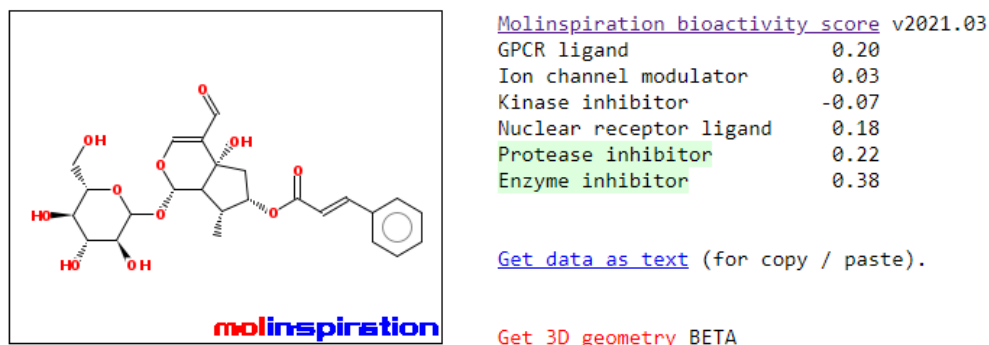 Molinspiration bioactivity score v2021.03
GPCR ligand 0.20
Ion channel modulator 0.03
Kinase inhibitor -0.07
Nuclear receptor ligand 0.18
Protease inhibitor 0.22
Enzyme inhibitor 0.38
Get data as text (for copy / paste).
Get 3D geometry BETA
O
OH
OH
O
O
O
HO
O
O
HO
OH
molinspiration